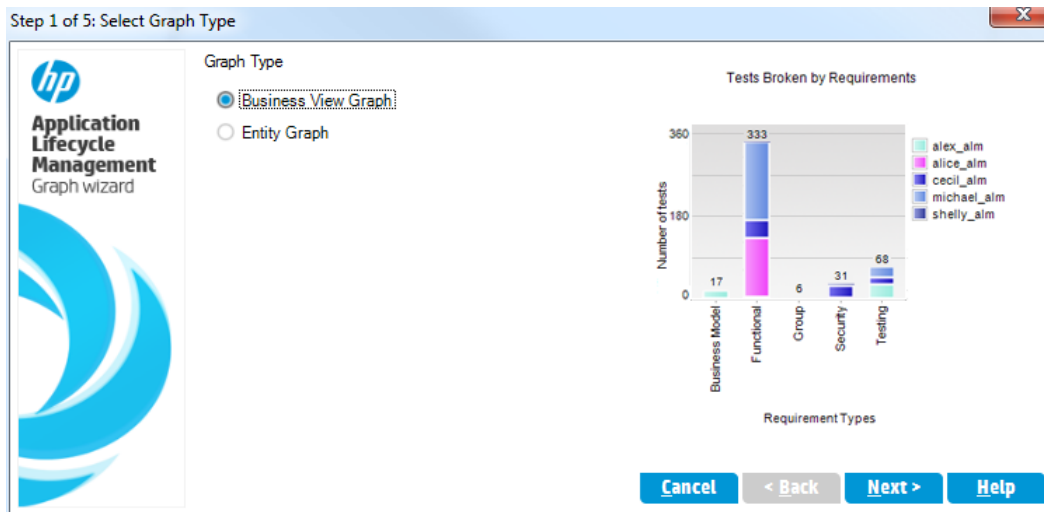 Step 1 of 5: Select Graph Type
x
hp
Application
Lifecycle
Management
Graph wizard
Graph Type
Business View Graph
Entity Graph
Tests Broken by Requirements
Number of tests
360
180
0
17
333
6
31
68
Business Model
Functional
Group
Security
Testing
Requirement Types
alex_alm
alice_alm
cecil_alm
michael_alm
shelly_alm
Cancel
< Back
Next >
Help